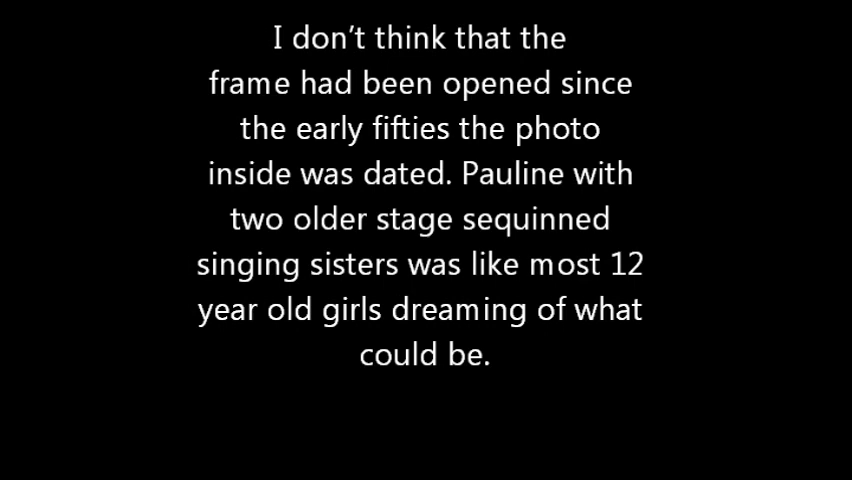 I don’t think that the
frame had been opened since
the early fifties the photo
inside was dated. Pauline with
two older stage sequinned
singing sisters was like most 12
year old girls dreaming of what
could be.